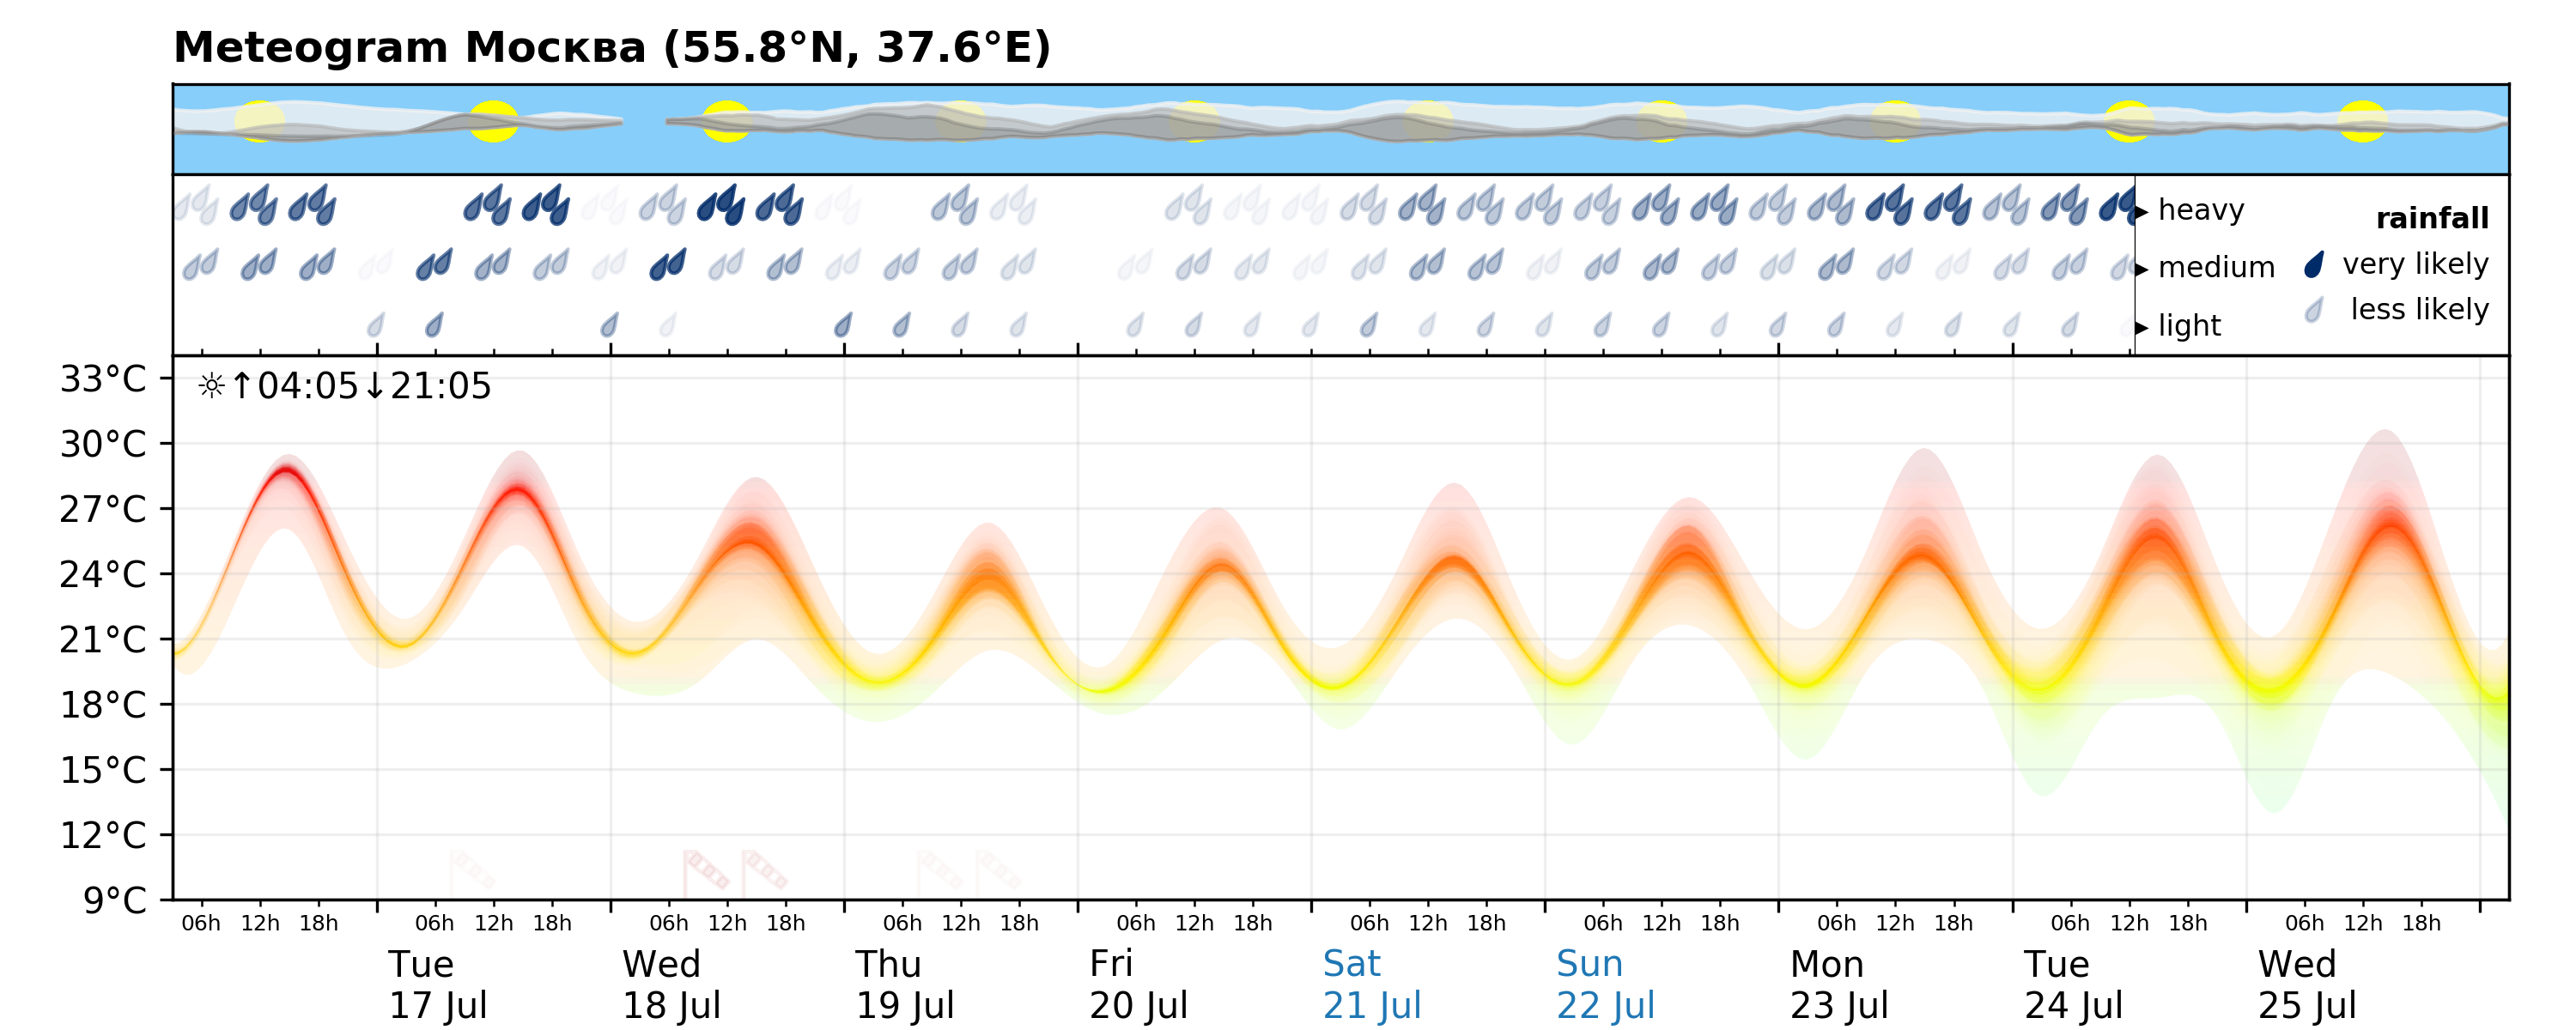 Meteogram Москва (55.8°N, 37.6°E)
heavy
rainfall
medium
very likely
less likely
light
33°C
☼↑04:05↓21:05
30°C
27°C
24°C
21°C
18°C
15°C
12°C
9°C
06h 12h 18h 06h 12h 18h 06h 12h 18h 06h 12h 18h 06h 12h 18h 06h 12h 18h 06h 12h 18h 06h 12h 18h 06h 12h 18h 06h 12h 18h
Tue Wed Thu Fri Sat Sun Mon Tue Wed
17 Jul 18 Jul 19 Jul 20 Jul 21 Jul 22 Jul 23 Jul 24 Jul 25 Jul